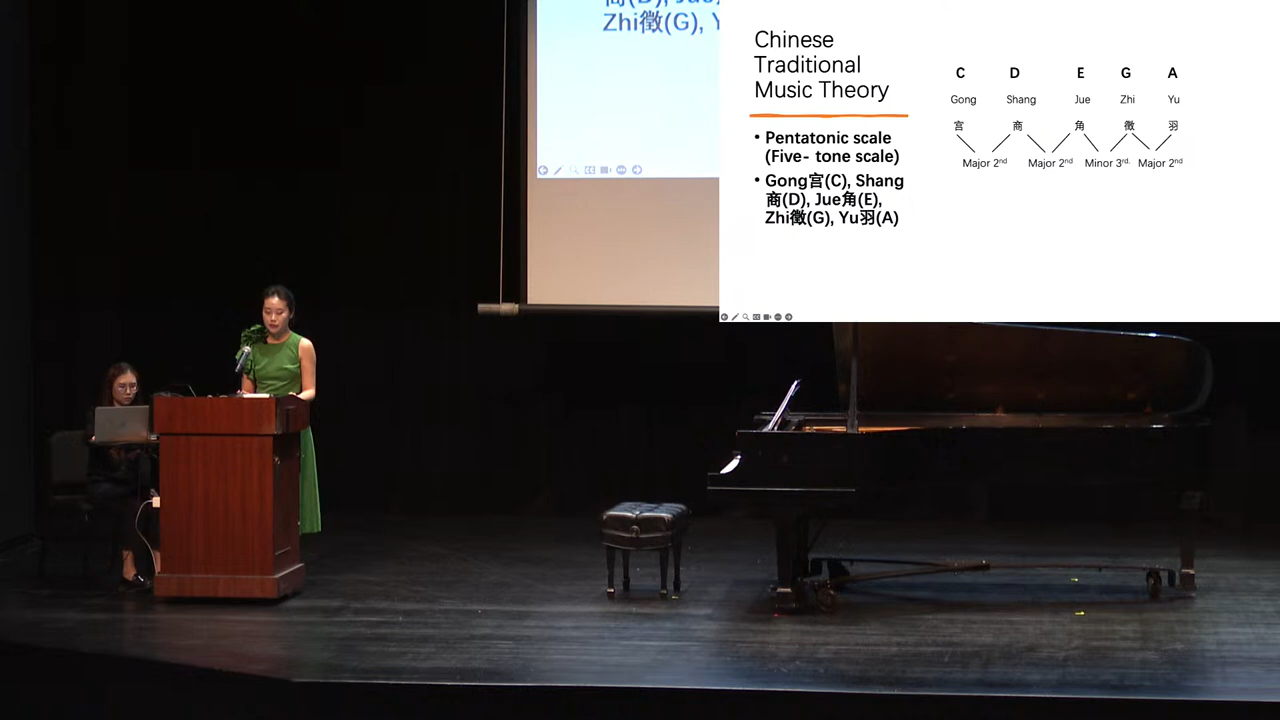 商(D), Jue
Zhi徵(G), Y
Chinese
Traditional
Music Theory
• Pentatonic scale
(Five- tone scale)
• Gong宫(C), Shang
商(D), Jue角(E),
Zhi徵(G), Yu羽(A)
C D E G A
Gong Shang Jue Zhi Yu
宫 商 角 徵 羽
Major 2nd Major 2nd Minor 3rd. Major 2nd